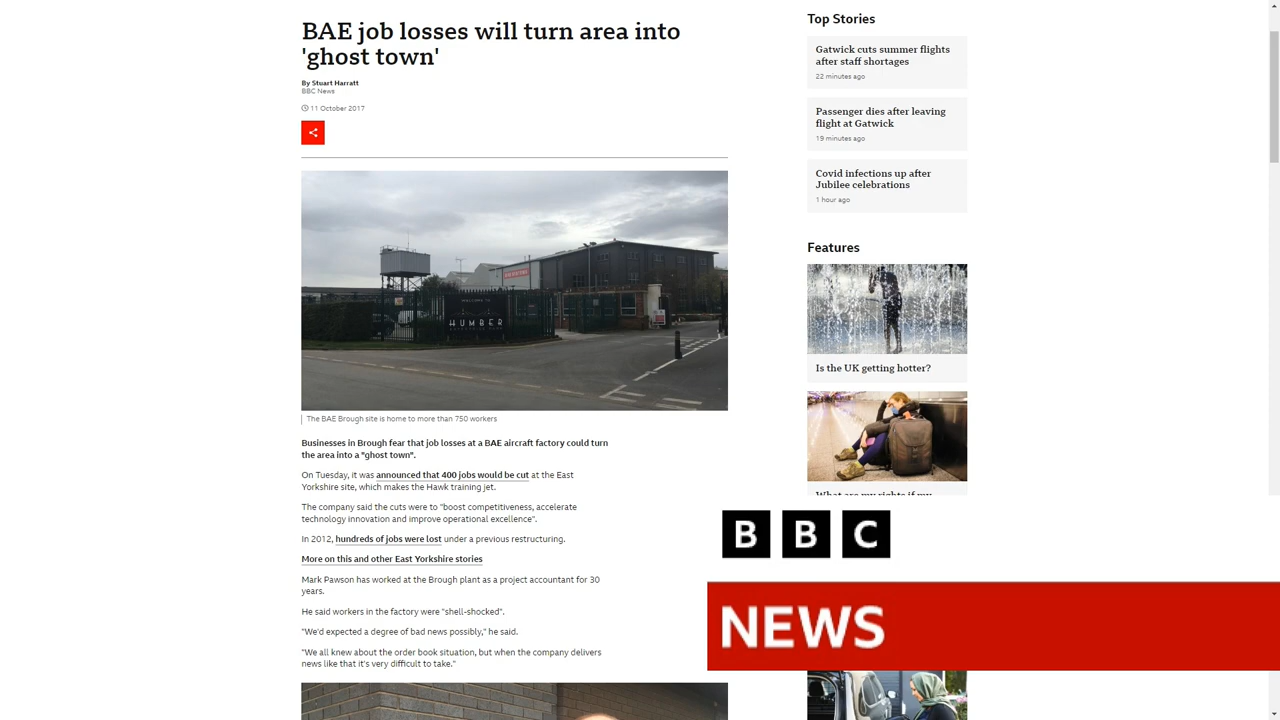 BAE job losses will turn area into
'ghost town'
By Stuart Harratt
BBC News
11 October 2017
WELCOME TO
HUMBER
The BAE Brough site is home to more than 750 workers
Businesses in Brough fear that job losses at a BAE aircraft factory could turn
the area into a "ghost town".
On Tuesday, it was announced that 400 jobs would be cut at the East
Yorkshire site, which makes the Hawk training jet.
The company said the cuts were to "boost competitiveness, accelerate
technology innovation and improve operational excellence".
In 2012, hundreds of jobs were lost under a previous restructuring.
More on this and other East Yorkshire stories
Mark Pawson has worked at the Brough plant as a project accountant for 30
years.
He said workers in the factory were "shell-shocked".
"We'd expected a degree of bad news possibly," he said.
"We all knew about the order book situation, but when the company delivers
news like that it's very difficult to take."
Top Stories
Gatwick cuts summer flights
after staff shortages
22 minutes ago
Passenger dies after leaving
flight at Gatwick
19 minutes ago
Covid infections up after
Jubilee celebrations
1 hour ago
Features
Is the UK getting hotter?
What are my rights if my
BBC
NEWS